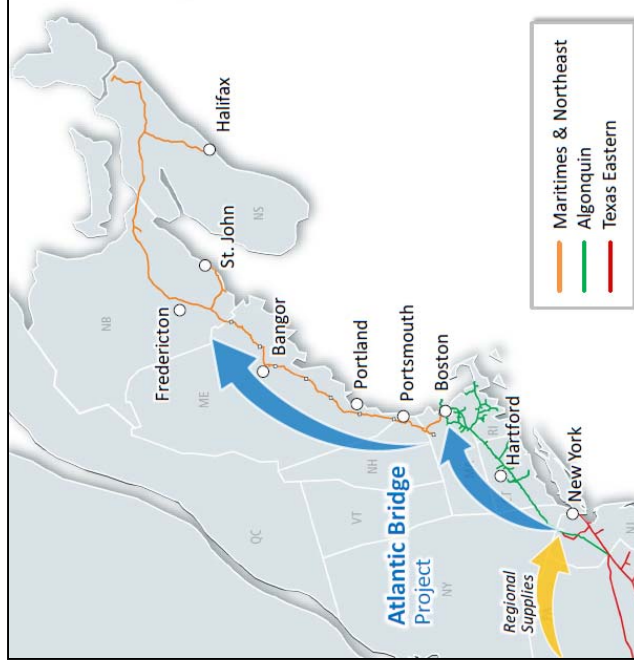 NB
ME
Fredericton
QC
St. John
Halifax
NS
Bangor
VT
NH
Portland
Atlantic Bridge
Project
Portsmouth
NY
Boston
RI
Hartford
Regional
Supplies
New York
NJ
Maritimes & Northeast
Algonquin
Texas Eastern